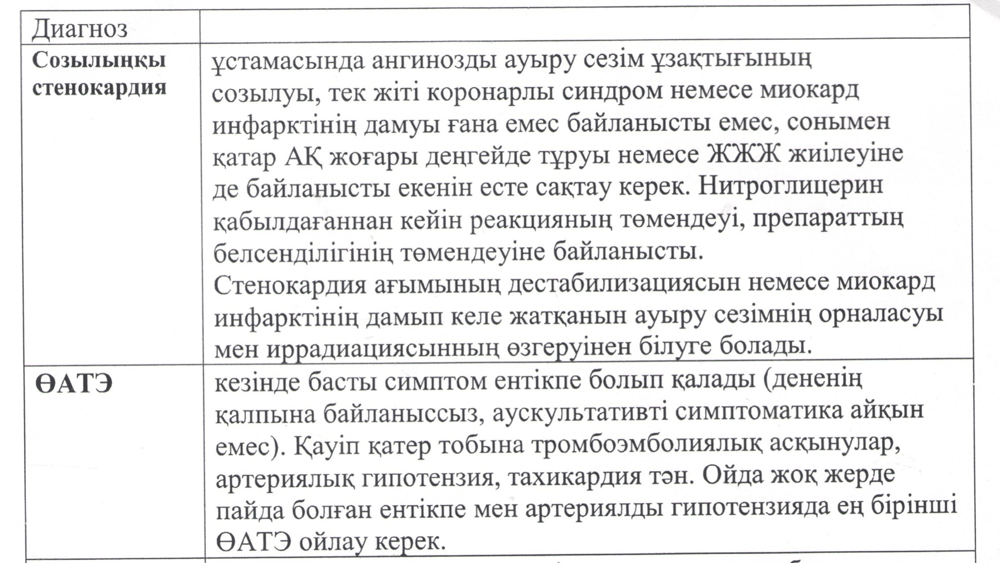 Диагноз
Созылыңқы
стенокардия
ұстамасында ангинозды ауыру сезім ұзақтығының
созылуы, тек жіті коронарлы синдром немесе миокард
инфарктінің дамуы ғана емес байланысты емес, сонымен
қатар АҚ жоғары деңгейде тұруы немесе ЖЖЖ жиілеуіне
де байланысты екенін есте сақтау керек. Нитроглицерин
қабылдағаннан кейін реакцияның төмендеуі, препараттың
белсенділігінің төмендеуіне байланысты.
Стенокардия ағымының дестабилизациясын немесе миокард
инфарктінің дамып келе жатқанын ауыру сезімнің орналасуы
мен иррадиациясынның өзгеруінен білуге болады.
ӨАТЭ
кезінде басты симптом ентікпе болып қалады (дененің
қалпына байланыссыз, аускультативті симптоматика айқын
емес). Қауіп қатер тобына тромбоэмболиялық асқынулар,
артериялық гипотензия, тахикардия тән. Ойда жоқ жерде
пайда болған ентікпе мен артериялды гипотензияда ең бірінші
ӨАТЭ ойлау керек.